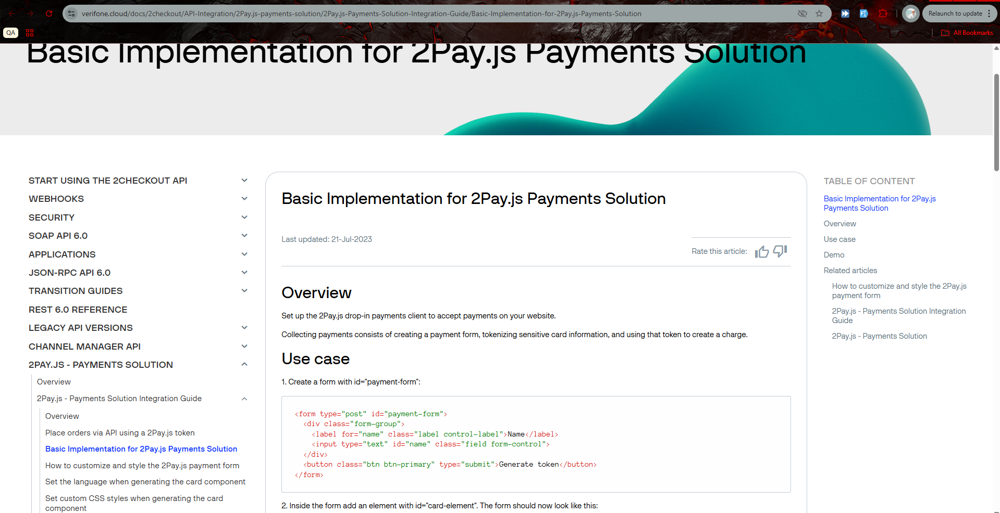 verifone.cloud/docs/2checkout/API-Integration/2Pay.js-payments-solution/2Pay.js-Payments-Solution-Integration-Guide/Basic-Implementation-for-2Pay.js-Payments-Solution
Relaunch to update
QA
All Bookmarks
Basic Implementation for 2Pay.js Payments Solution
START USING THE 2CHECKOUT API
WEBHOOKS
SECURITY
SOAP API 6.0
APPLICATIONS
JSON-RPC API 6.0
TRANSITION GUIDES
REST 6.0 REFERENCE
LEGACY API VERSIONS
CHANNEL MANAGER API
2PAY.JS - PAYMENTS SOLUTION
Overview
2Pay.js - Payments Solution Integration Guide
Overview
Place orders via API using a 2Pay.js token
Basic Implementation for 2Pay.js Payments Solution
How to customize and style the 2Pay.js payment form
Set the language when generating the card component
Set custom CSS styles when generating the card
component
Basic Implementation for 2Pay.js Payments Solution
Last updated: 21-Jul-2023
Rate this article:
Overview
Set up the 2Pay.js drop-in payments client to accept payments on your website.
Collecting payments consists of creating a payment form, tokenizing sensitive card information, and using that token to create a charge.
Use case
1. Create a form with id="payment-form":
<form type="post" id="payment-form">
<div class="form-group">
<label for="name" class="label control-label">Name</label>
<input type="text" id="name" class="field form-control">
</div>
<button class="btn btn-primary" type="submit">Generate token</button>
</form>
2. Inside the form add an element with id="card-element". The form should now look like this:
TABLE OF CONTENT
Basic Implementation for 2Pay.js
Payments Solution
Overview
Use case
Demo
Related articles
How to customize and style the 2Pay.js
payment form
2Pay.js - Payments Solution Integration
Guide
2Pay.js - Payments Solution